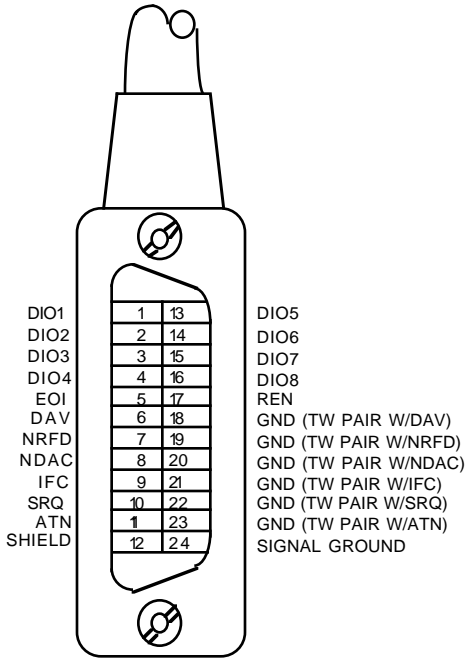 DIO1 1 13 DIO5
DIO2 2 14 DIO6
DIO3 3 15 DIO7
DIO4 4 16 DIO8
EOI 5 17 REN
DAV 6 18 GND (TW PAIR W/DAV)
NRFD 7 19 GND (TW PAIR W/NRFD)
NDAC 8 20 GND (TW PAIR W/NDAC)
IFC 9 21 GND (TW PAIR W/IFC)
SRQ 10 22 GND (TW PAIR W/SRQ)
ATN 11 23 GND (TW PAIR W/ATN)
SHIELD 12 24 SIGNAL GROUND